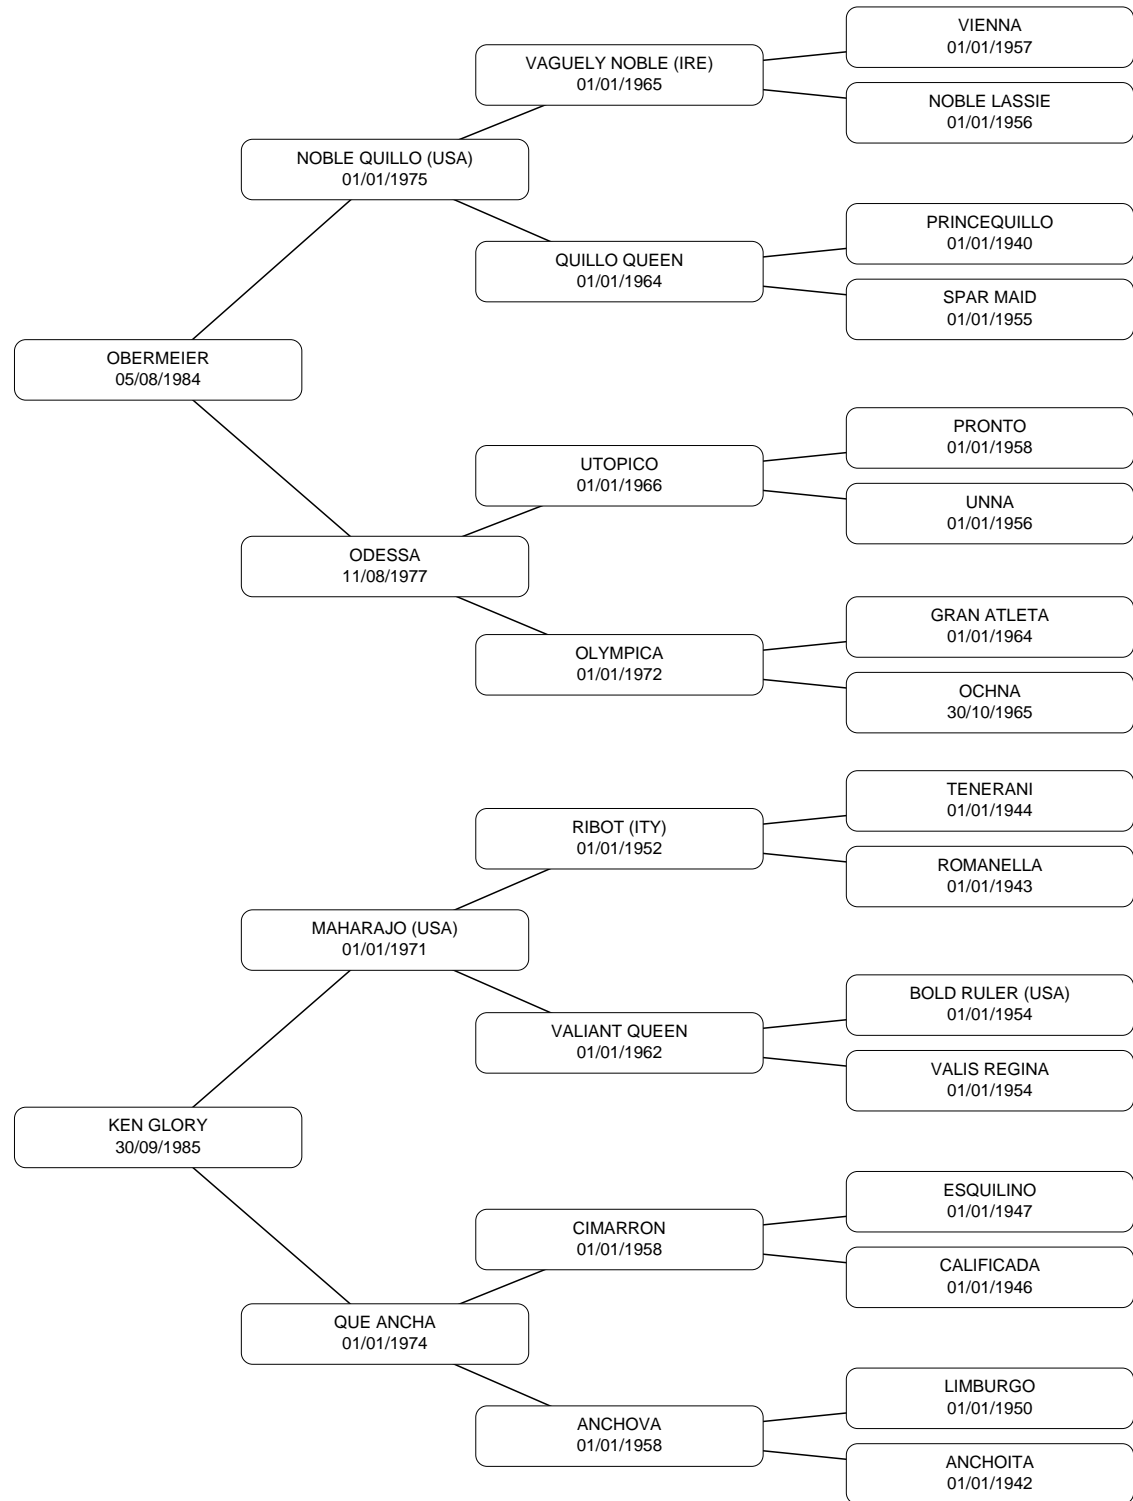 VIENNA
01/01/1957
VAGUELY NOBLE (IRE)
01/01/1965
NOBLE LASSIE
01/01/1956
NOBLE QUILLO (USA)
01/01/1975
PRINCEQUILLO
01/01/1940
QUILLO QUEEN
01/01/1964
SPAR MAID
01/01/1955
OBERMEIER
05/08/1984
PRONTO
01/01/1958
UTOPICO
01/01/1966
UNNA
01/01/1956
ODESSA
11/08/1977
GRAN ATLETA
01/01/1964
OLYMPICA
01/01/1972
OCHNA
30/10/1965
TENERANI
01/01/1944
RIBOT (ITY)
01/01/1952
ROMANELLA
01/01/1943
MAHARAJO (USA)
01/01/1971
BOLD RULER (USA)
01/01/1954
VALIANT QUEEN
01/01/1962
VALIS REGINA
01/01/1954
KEN GLORY
30/09/1985
ESQUILINO
01/01/1947
CIMARRON
01/01/1958
CALIFICADA
01/01/1946
QUE ANCHA
01/01/1974
LIMBURGO
01/01/1950
ANCHOVA
01/01/1958
ANCHOITA
01/01/1942